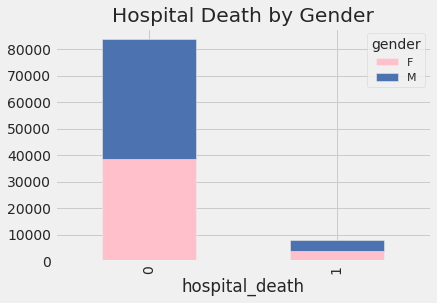 Hospital Death by Gender
gender
F
M
80000
70000
60000
50000
40000
30000
20000
10000
0
0
1
hospital_death